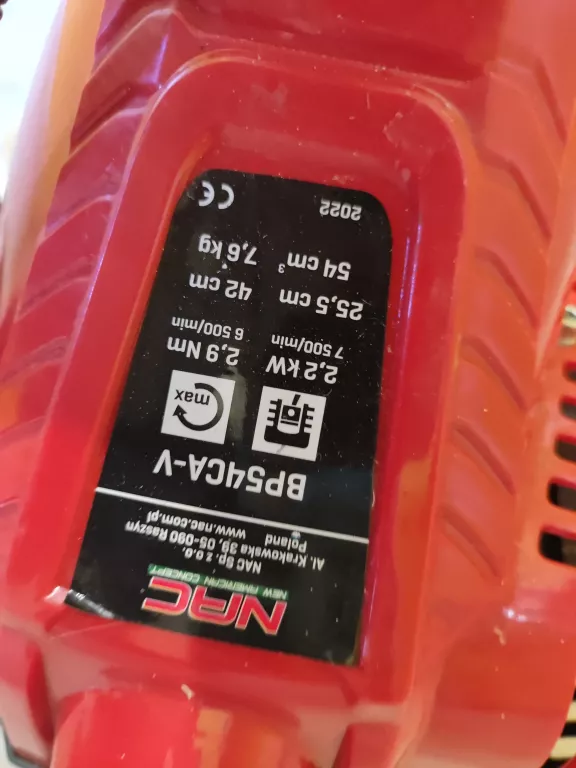 NAC
NEW AMERICAN CONCEPT
NAC Sp. z o.o.
Al. Krakowska 39, 05-090 Raszyn
Poland www.nac.com.pl
BP54CA-V
max
2,2 kW 2,9 Nm
7 500/min 6 500/min
25,5 cm 42 cm
54 cm³ 7,6 kg
2022 CE